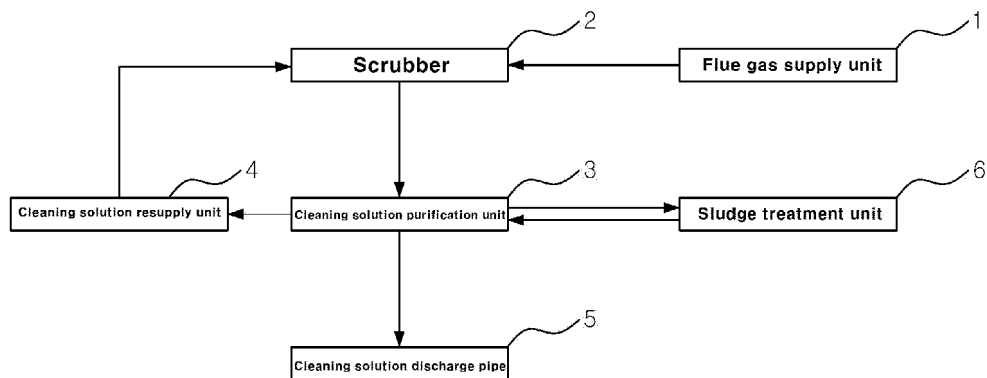 2
1
Scrubber
Flue gas supply unit
4
3
6
Cleaning solution resupply unit
Cleaning solution purification unit
Sludge treatment unit
5
Cleaning solution discharge pipe